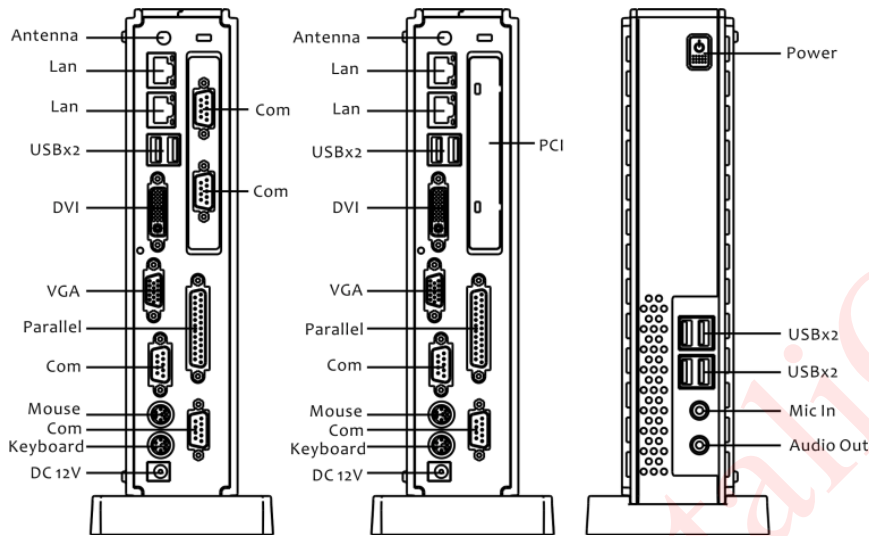 Antenna
Lan
Lan
USBx2
DVI
VGA
Parallel
Com
Mouse
Com
Keyboard
DC 12V
Com
Com
Antenna
Lan
Lan
USBx2
DVI
VGA
Parallel
Com
Mouse
Com
Keyboard
DC 12V
PCI
Power
USBx2
USBx2
Mic In
Audio Out